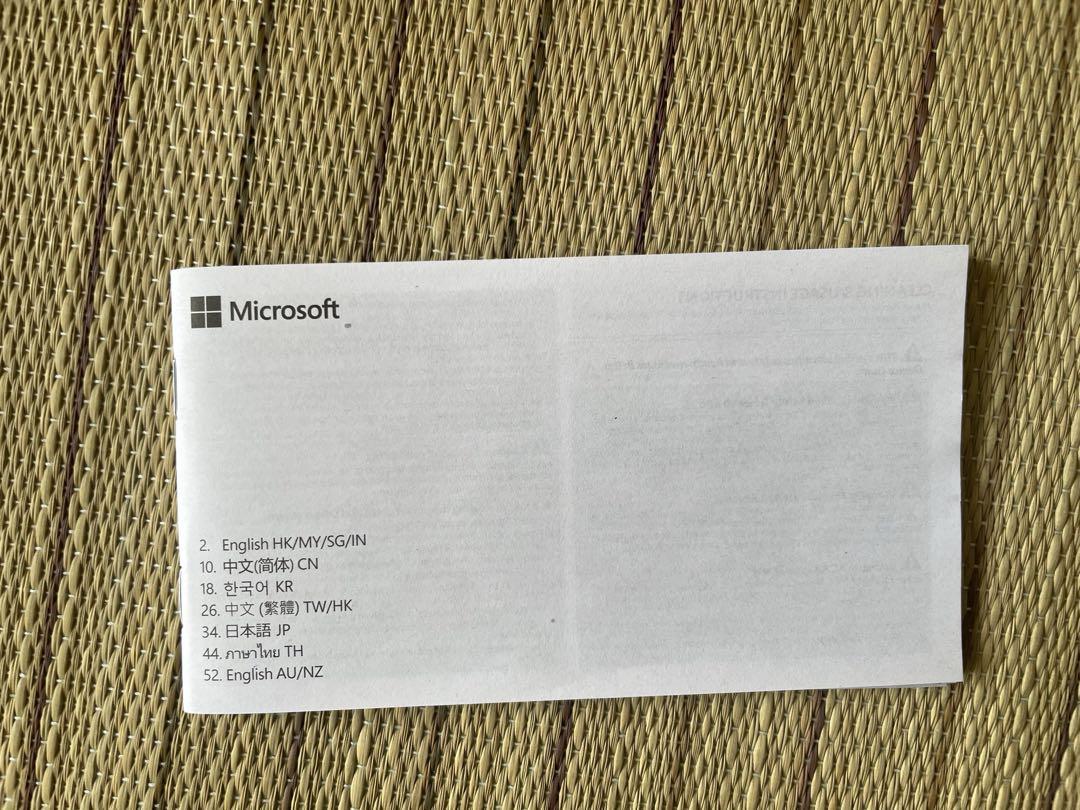 Microsoft
2. English HK/MY/SG/IN
10. 中文(简体) CN
18. 한국어 KR
26. 中文 (繁體) TW/HK
34. 日本語 JP
44. ภาษาไทย TH
52. English AU/NZ